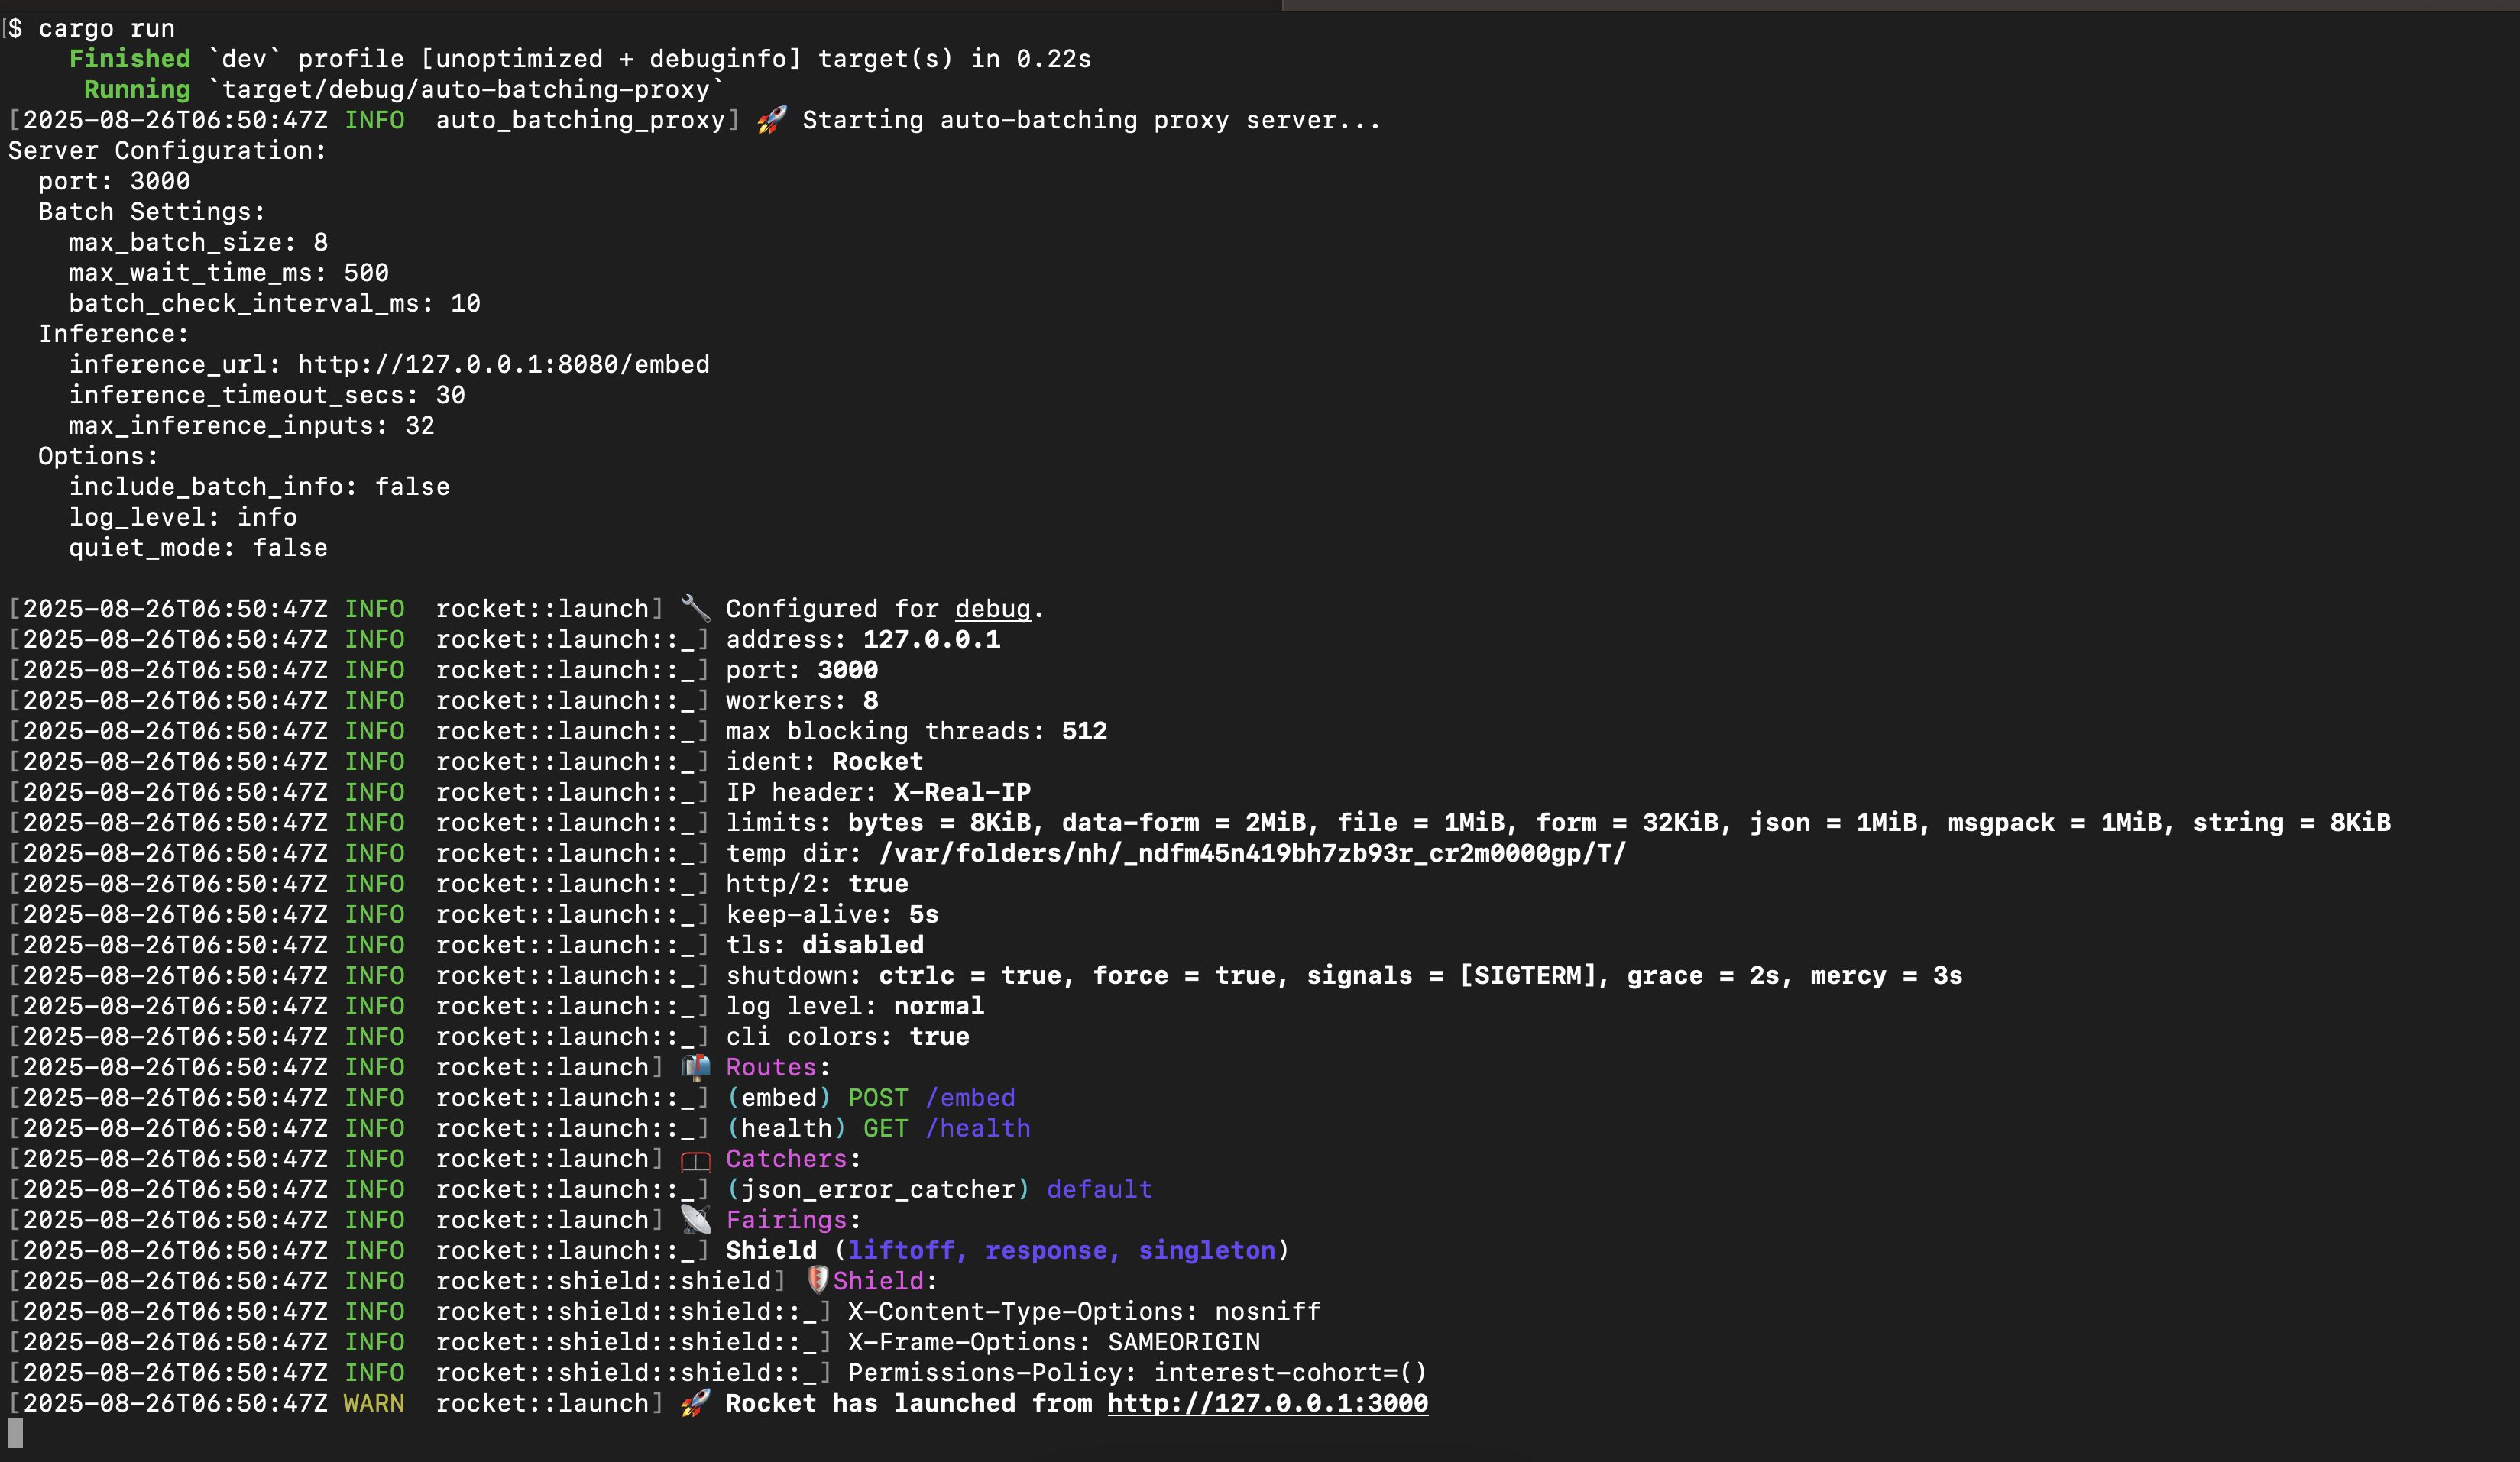 [$ cargo run
    Finished `dev` profile [unoptimized + debuginfo] target(s) in 0.22s
     Running `target/debug/auto-batching-proxy`
[2025-08-26T06:50:47Z INFO  auto_batching_proxy] 🚀 Starting auto-batching proxy server...
Server Configuration:
  port: 3000
  Batch Settings:
    max_batch_size: 8
    max_wait_time_ms: 500
    batch_check_interval_ms: 10
  Inference:
    inference_url: http://127.0.0.1:8080/embed
    inference_timeout_secs: 30
    max_inference_inputs: 32
  Options:
    include_batch_info: false
    log_level: info
    quiet_mode: false

[2025-08-26T06:50:47Z INFO  rocket::launch] 🔧 Configured for debug.
[2025-08-26T06:50:47Z INFO  rocket::launch::_] address: 127.0.0.1
[2025-08-26T06:50:47Z INFO  rocket::launch::_] port: 3000
[2025-08-26T06:50:47Z INFO  rocket::launch::_] workers: 8
[2025-08-26T06:50:47Z INFO  rocket::launch::_] max blocking threads: 512
[2025-08-26T06:50:47Z INFO  rocket::launch::_] ident: Rocket
[2025-08-26T06:50:47Z INFO  rocket::launch::_] IP header: X-Real-IP
[2025-08-26T06:50:47Z INFO  rocket::launch::_] limits: bytes = 8KiB, data-form = 2MiB, file = 1MiB, form = 32KiB, json = 1MiB, msgpack = 1MiB, string = 8KiB
[2025-08-26T06:50:47Z INFO  rocket::launch::_] temp dir: /var/folders/nh/_ndfm45n419bh7zb93r_cr2m0000gp/T/
[2025-08-26T06:50:47Z INFO  rocket::launch::_] http/2: true
[2025-08-26T06:50:47Z INFO  rocket::launch::_] keep-alive: 5s
[2025-08-26T06:50:47Z INFO  rocket::launch::_] tls: disabled
[2025-08-26T06:50:47Z INFO  rocket::launch::_] shutdown: ctrlc = true, force = true, signals = [SIGTERM], grace = 2s, mercy = 3s
[2025-08-26T06:50:47Z INFO  rocket::launch::_] log level: normal
[2025-08-26T06:50:47Z INFO  rocket::launch::_] cli colors: true
[2025-08-26T06:50:47Z INFO  rocket::launch] 📬 Routes:
[2025-08-26T06:50:47Z INFO  rocket::launch::_] (embed) POST /embed
[2025-08-26T06:50:47Z INFO  rocket::launch::_] (health) GET /health
[2025-08-26T06:50:47Z INFO  rocket::launch] 🥅 Catchers:
[2025-08-26T06:50:47Z INFO  rocket::launch::_] (json_error_catcher) default
[2025-08-26T06:50:47Z INFO  rocket::launch] 📡 Fairings:
[2025-08-26T06:50:47Z INFO  rocket::launch::_] Shield (liftoff, response, singleton)
[2025-08-26T06:50:47Z INFO  rocket::shield::shield] 🛡️Shield:
[2025-08-26T06:50:47Z INFO  rocket::shield::shield::_] X-Content-Type-Options: nosniff
[2025-08-26T06:50:47Z INFO  rocket::shield::shield::_] X-Frame-Options: SAMEORIGIN
[2025-08-26T06:50:47Z INFO  rocket::shield::shield::_] Permissions-Policy: interest-cohort=()
[2025-08-26T06:50:47Z WARN  rocket::launch] 🚀 Rocket has launched from http://127.0.0.1:3000